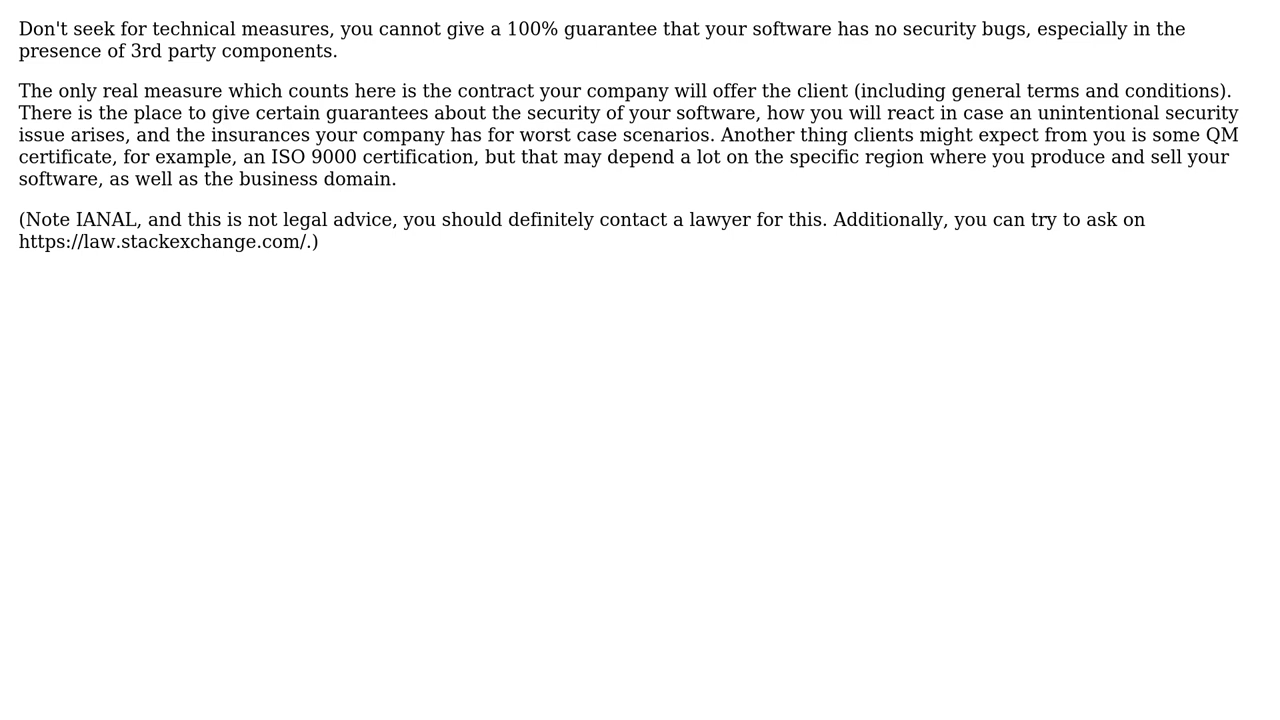 Don't seek for technical measures, you cannot give a 100% guarantee that your software has no security bugs, especially in the
presence of 3rd party components.
The only real measure which counts here is the contract your company will offer the client (including general terms and conditions).
There is the place to give certain guarantees about the security of your software, how you will react in case an unintentional security
issue arises, and the insurances your company has for worst case scenarios. Another thing clients might expect from you is some QM
certificate, for example, an ISO 9000 certification, but that may depend a lot on the specific region where you produce and sell your
software, as well as the business domain.
(Note IANAL, and this is not legal advice, you should definitely contact a lawyer for this. Additionally, you can try to ask on
https://law.stackexchange.com/.)